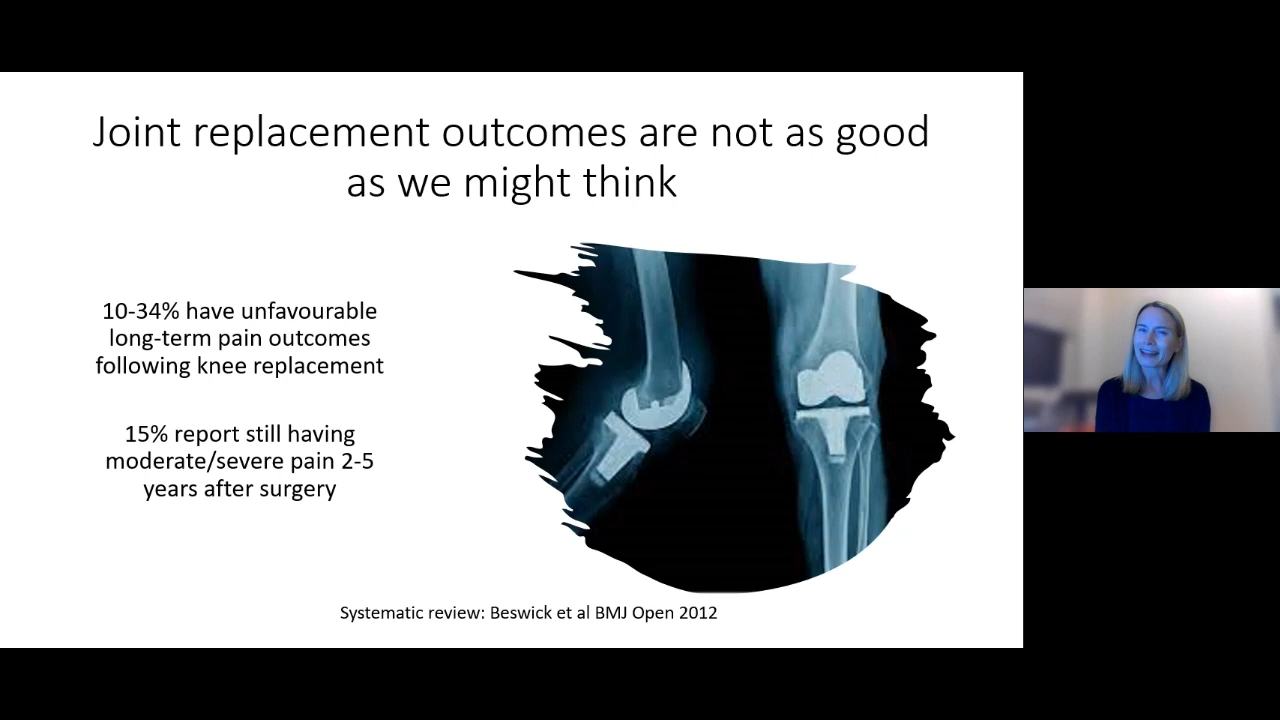 Joint replacement outcomes are not as good
as we might think
10-34% have unfavourable
long-term pain outcomes
following knee replacement
15% report still having
moderate/severe pain 2-5
years after surgery
Systematic review: Beswick et al BMJ Open 2012